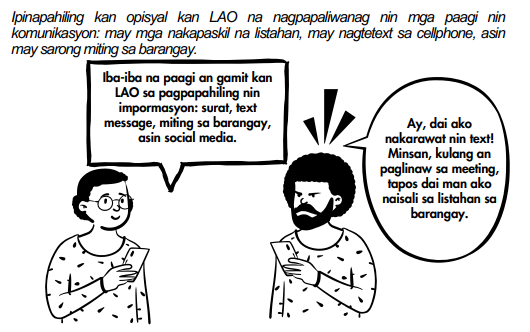 Ipinapahiling kan opisyal kan LAO na nagpapaliwanag nin mga paagi nin
komunikasyon: may mga nakapaskil na listahan, may nagtetext sa cellphone, asin
may sarong miting sa barangay.
Iba-iba na paagi an gamit kan
LAO sa pagpapahiling nin
impormasyon: surat, text
message, miting sa barangay,
asin social media.
Ay, dai ako
nakarawat nin text!
Minsan, kulang an
paglinaw sa meeting,
tapos dai man ako
naisali sa listahan sa
barangay.